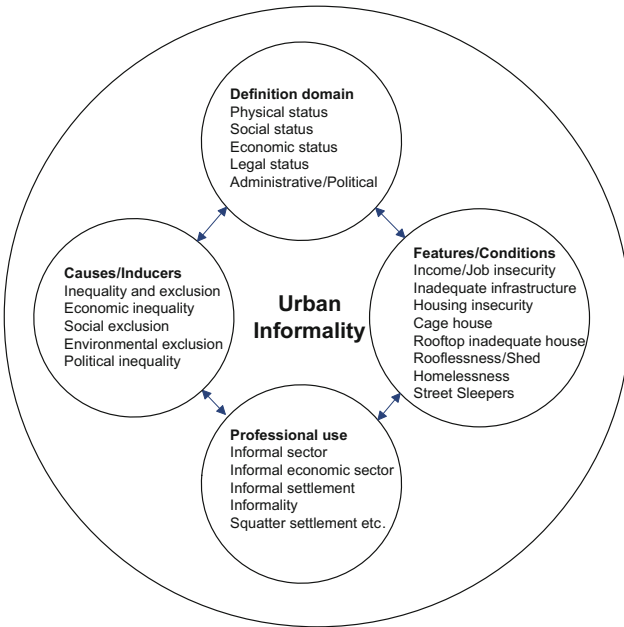 Definition domain
Physical status
Social status
Economic status
Legal status
Administrative/Political
Causes/Inducers
Inequality and exclusion
Economic inequality
Social exclusion
Environmental exclusion
Political inequality
Urban
Informality
Features/Conditions
Income/Job insecurity
Inadequate infrastructure
Housing insecurity
Cage house
Rooftop inadequate house
Rooflessness/Shed
Homelessness
Street Sleepers
Professional use
Informal sector
Informal economic sector
Informal settlement
Informality
Squatter settlement etc.